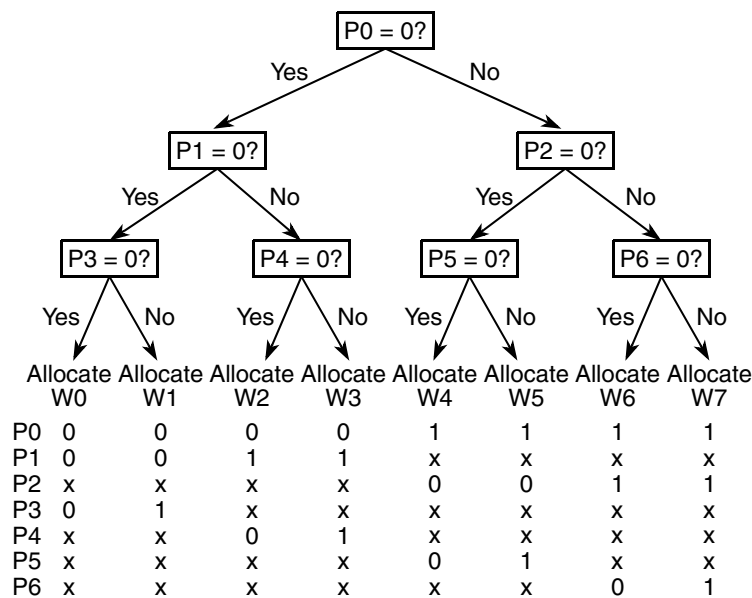 P0 = 0?
Yes No
P1 = 0? P2 = 0?
Yes No Yes No
P3 = 0? P4 = 0? P5 = 0? P6 = 0?
Yes No Yes No Yes No Yes No
Allocate Allocate Allocate Allocate Allocate Allocate Allocate Allocate
W0 W1 W2 W3 W4 W5 W6 W7
P0 0 0 0 0 1 1 1 1
P1 0 0 1 1 x x x x
P2 x x x x 0 0 1 1
P3 0 1 x x x x x x
P4 x x 0 1 x x x x
P5 x x x x 0 1 x x
P6 x x x x x x 0 1